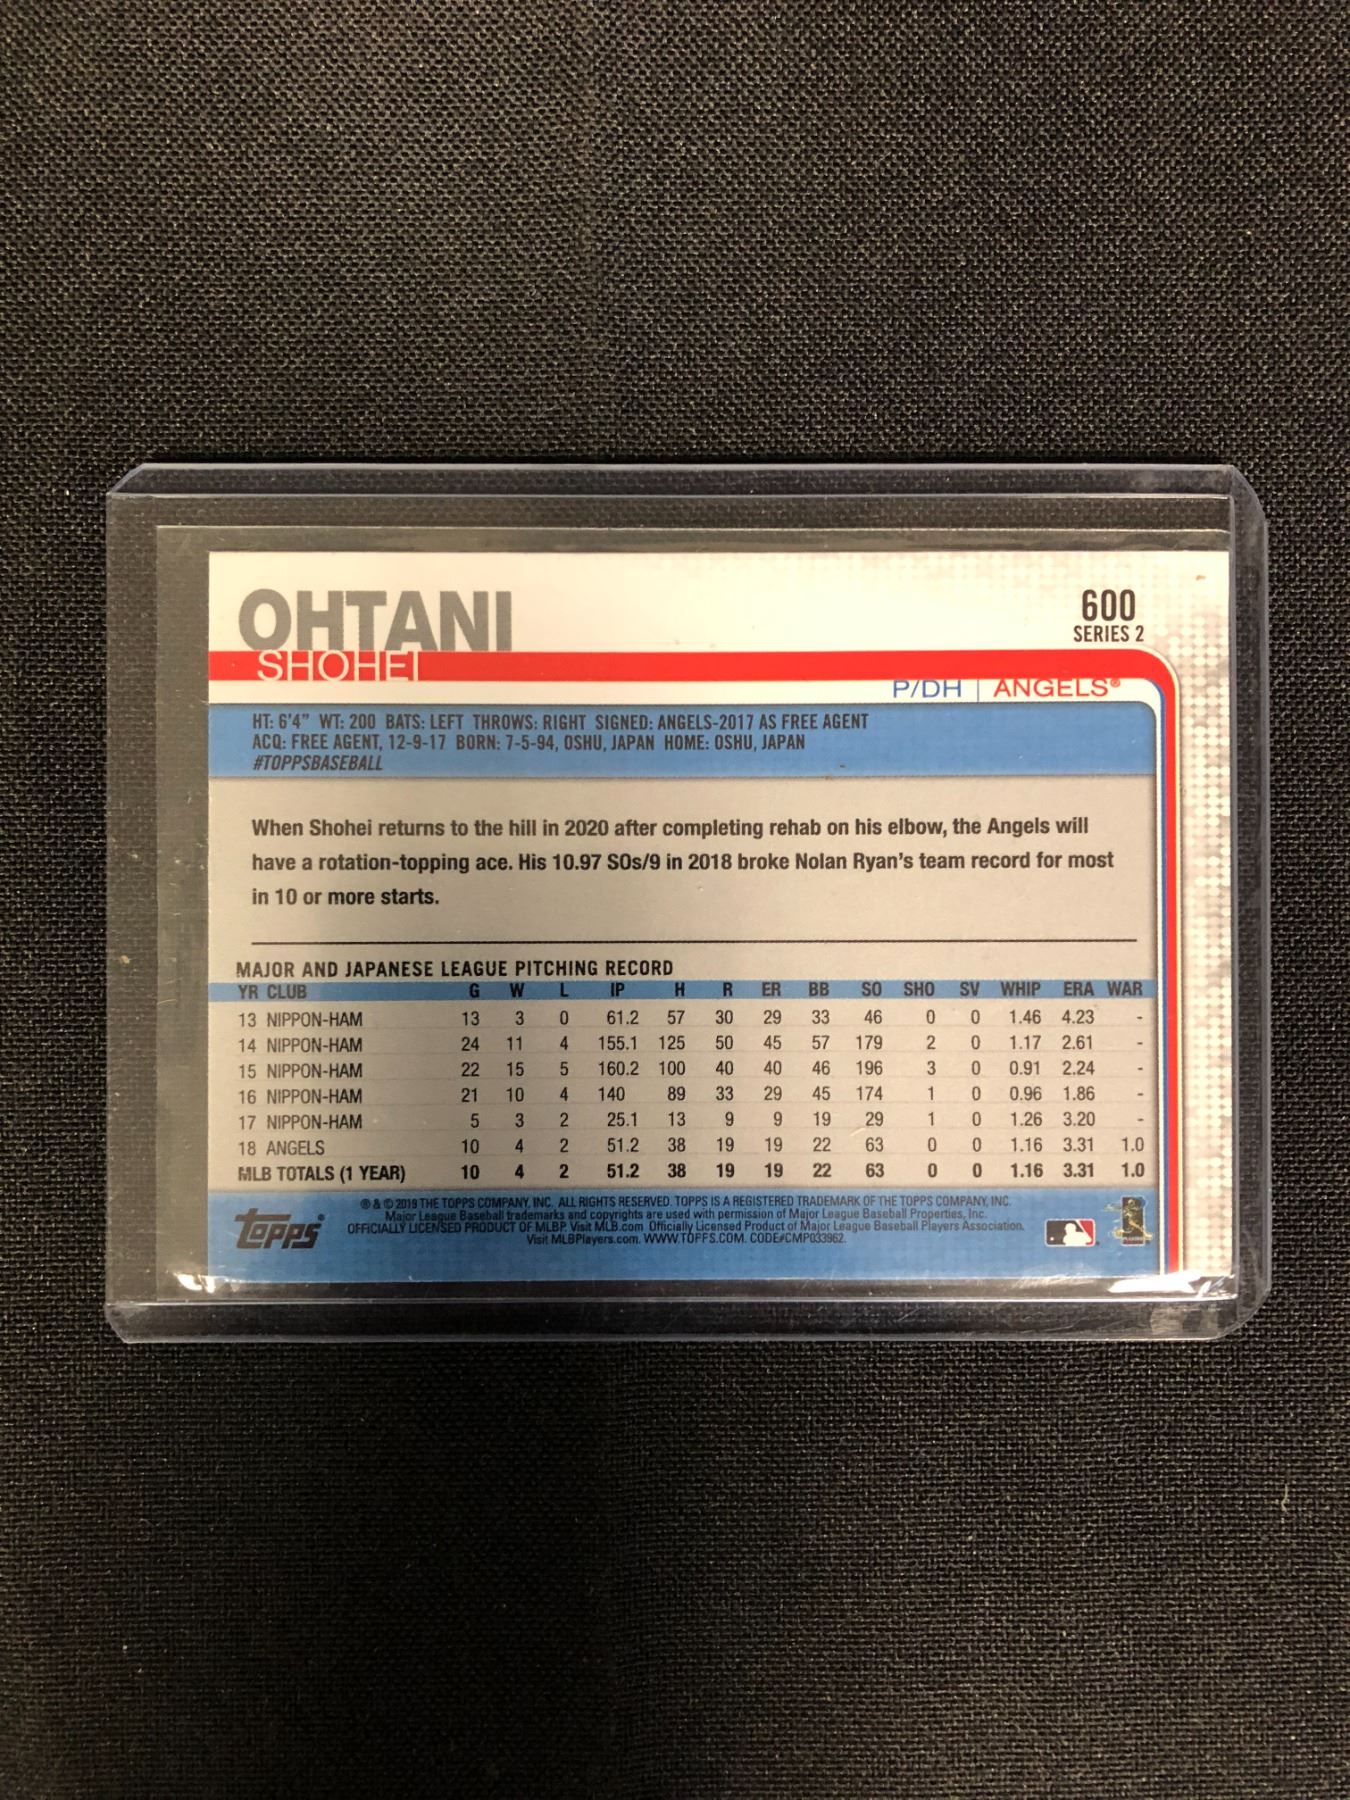 OHTANI
SHOHEI
600
SERIES 2
P/DH | ANGELS®
HT: 6'4" WT: 200 BATS: LEFT THROWS: RIGHT SIGNED: ANGELS-2017 AS FREE AGENT
ACQ: FREE AGENT, 12-9-17 BORN: 7-5-94, OSHU, JAPAN HOME: OSHU, JAPAN
#TOPPSBASEBALL
When Shohei returns to the hill in 2020 after completing rehab on his elbow, the Angels will
have a rotation-topping ace. His 10.97 SOs/9 in 2018 broke Nolan Ryan's team record for most
in 10 or more starts.
MAJOR AND JAPANESE LEAGUE PITCHING RECORD
YR CLUB G W L IP H R ER BB SO SHO SV WHIP ERA WAR
13 NIPPON-HAM 13 3 0 61.2 57 30 29 33 46 0 0 1.46 4.23 -
14 NIPPON-HAM 24 11 4 155.1 125 50 45 57 179 2 0 1.17 2.61 -
15 NIPPON-HAM 22 15 5 160.2 100 40 40 46 196 3 0 0.91 2.24 -
16 NIPPON-HAM 21 10 4 140 89 33 29 45 174 1 0 0.96 1.86 -
17 NIPPON-HAM 5 3 2 25.1 13 9 9 19 29 1 0 1.26 3.20 -
18 ANGELS 10 4 2 51.2 38 19 19 22 63 0 0 1.16 3.31 1.0
MLB TOTALS (1 YEAR) 10 4 2 51.2 38 19 19 22 63 0 0 1.16 3.31 1.0
topps®
® & © 2019 THE TOPPS COMPANY, INC. ALL RIGHTS RESERVED. TOPPS IS A REGISTERED TRADEMARK OF THE TOPPS COMPANY, INC.
Major League Baseball trademarks and copyrights are used with permission of Major League Baseball Properties, Inc.
OFFICIALLY LICENSED PRODUCT OF MLBP. Visit MLB.com Officially Licensed Product of Major League Baseball Players Association.
Visit MLBPlayers.com. WWW.TOPPS.COM. CODE#CMP033962.